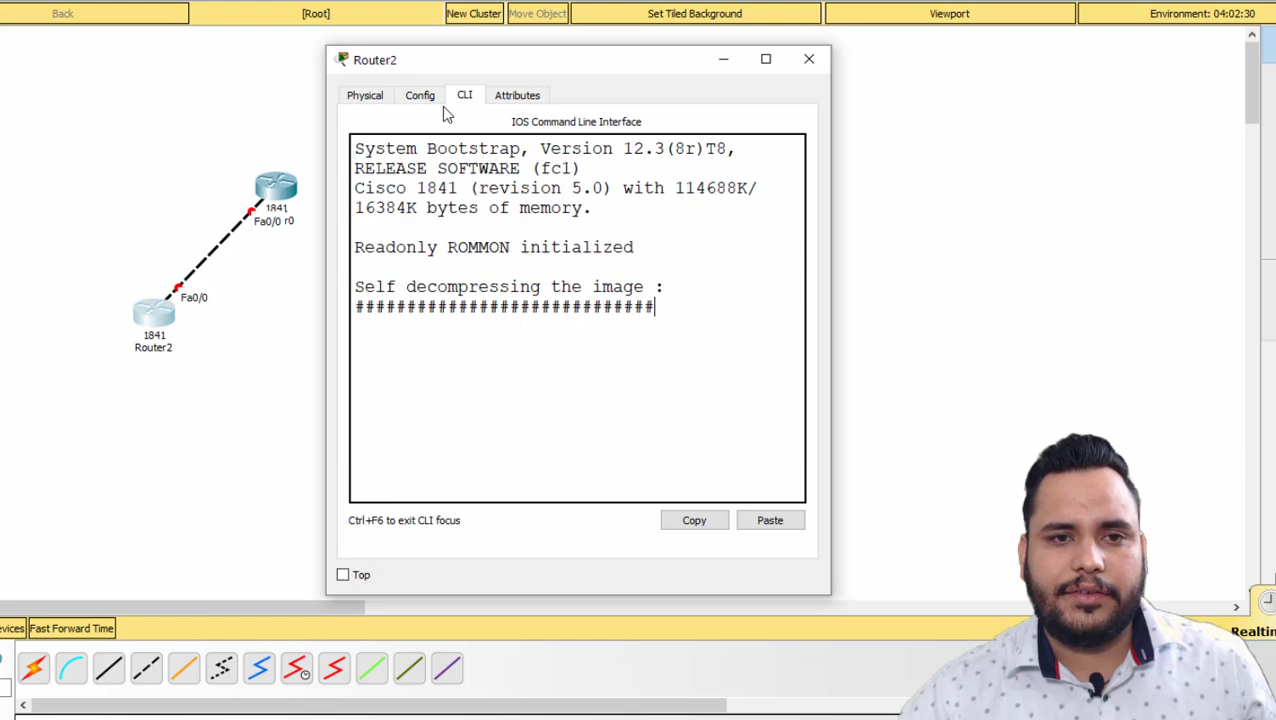 Back
[Root]
New Cluster
Move Object
Set Tiled Background
Viewport
Environment: 04:02:30
Router2
Physical
Config
CLI
Attributes
IOS Command Line Interface
System Bootstrap, Version 12.3(8r)T8,
RELEASE SOFTWARE (fc1)
Cisco 1841 (revision 5.0) with 114688K/
16384K bytes of memory.
Readonly ROMMON initialized
Self decompressing the image :
#############################
1841
Fa0/0 r0
Fa0/0
1841
Router2
Ctrl+F6 to exit CLI focus
Copy
Paste
Top
evices
Fast Forward Time
Realtin